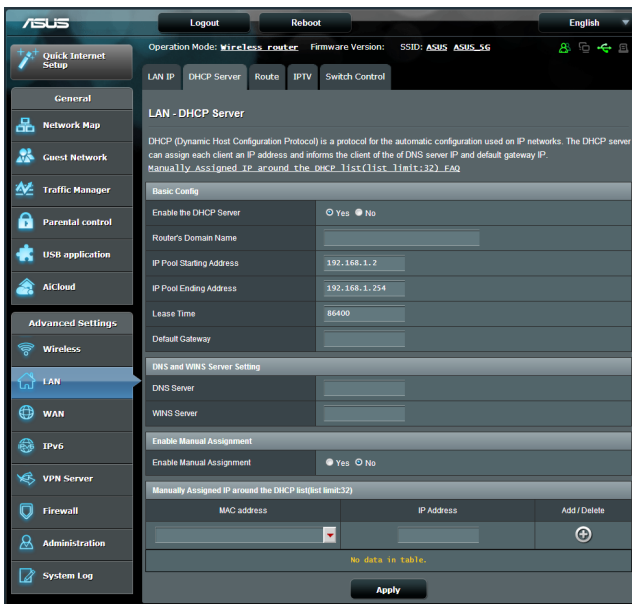 ASUS
Logout
Reboot
English
Quick Internet Setup
Operation Mode: Wireless router Firmware Version: SSID: ASUS ASUS_5G
LAN IP
DHCP Server
Route
IPTV
Switch Control
General
Network Map
Guest Network
Traffic Manager
Parental control
USB application
AiCloud
Advanced Settings
Wireless
LAN
WAN
IPv6
VPN Server
Firewall
Administration
System Log
LAN - DHCP Server
DHCP (Dynamic Host Configuration Protocol) is a protocol for the automatic configuration used on IP networks. The DHCP server
can assign each client an IP address and informs the client of the of DNS server IP and default gateway IP.
Manually Assigned IP around the DHCP list(list limit:32) FAQ
Basic Config
Enable the DHCP Server Yes No
Router's Domain Name
IP Pool Starting Address 192.168.1.2
IP Pool Ending Address 192.168.1.254
Lease Time 86400
Default Gateway
DNS and WINS Server Setting
DNS Server
WINS Server
Enable Manual Assignment
Enable Manual Assignment Yes No
Manually Assigned IP around the DHCP list(list limit:32)
MAC address IP Address Add / Delete
No data in table.
Apply